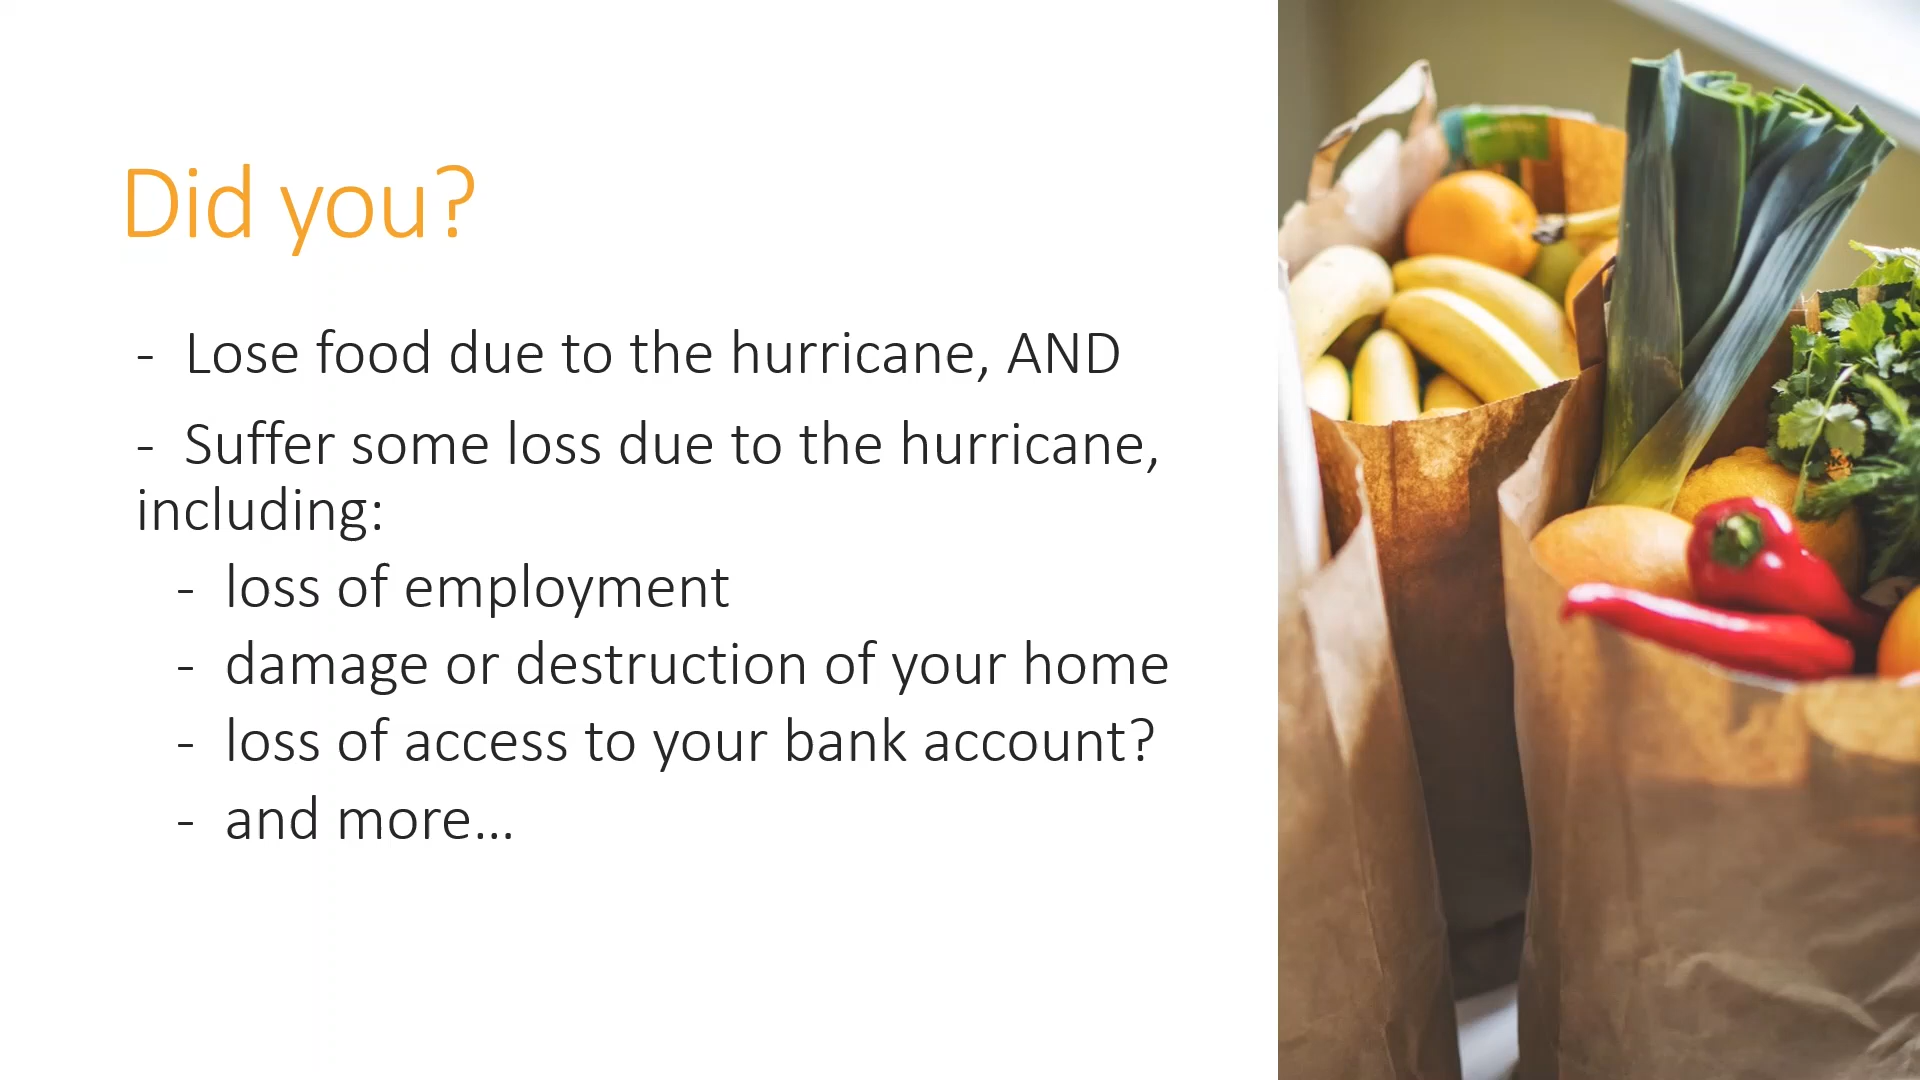 Did you?
- Lose food due to the hurricane, AND
- Suffer some loss due to the hurricane,
including:
- loss of employment
- damage or destruction of your home
- loss of access to your bank account?
- and more...